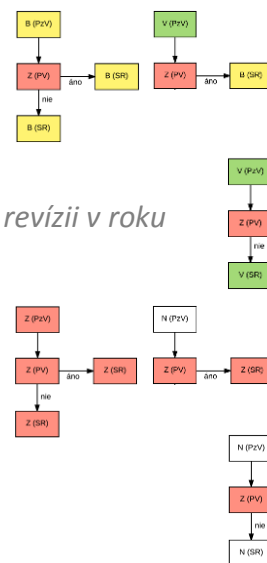 B (PzV)
V (PzV)
Z (PV)
áno
B (SR)
Z (PV)
áno
B (SR)
nie
B (SR)
V (PzV)
revízii v roku
Z (PV)
nie
V (SR)
Z (PzV)
N (PzV)
Z (PV)
áno
Z (SR)
Z (PV)
áno
Z (SR)
nie
Z (SR)
N (PzV)
Z (PV)
nie
N (SR)